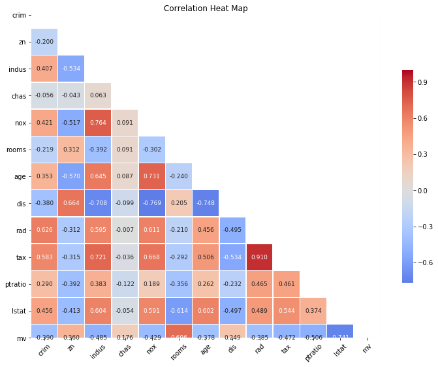 Correlation Heat Map
crim
zn -0.200
indus 0.407 -0.534
chas -0.056 -0.043 0.063
nox 0.421 -0.517 0.764 0.091
rooms -0.219 0.312 -0.392 0.091 -0.302
age 0.353 -0.570 0.645 0.087 0.731 -0.240
dis -0.380 0.664 -0.708 -0.099 -0.769 0.205 -0.748
rad 0.626 -0.312 0.595 -0.007 0.611 -0.210 0.456 -0.495
tax 0.583 -0.315 0.721 -0.036 0.668 -0.292 0.506 -0.534 0.910
ptratio 0.290 -0.392 0.383 -0.122 0.189 -0.356 0.262 -0.232 0.465 0.461
lstat 0.456 -0.413 0.604 -0.054 0.591 -0.614 0.602 -0.497 0.489 0.544 0.374
mv -0.390 0.360 -0.485 0.176 -0.429 -0.378 0.249 -0.385 -0.472 -0.506
crim zn indus chas nox rooms age dis rad tax ptratio lstat mv
0.9
0.6
0.3
0.0
−0.3
−0.6